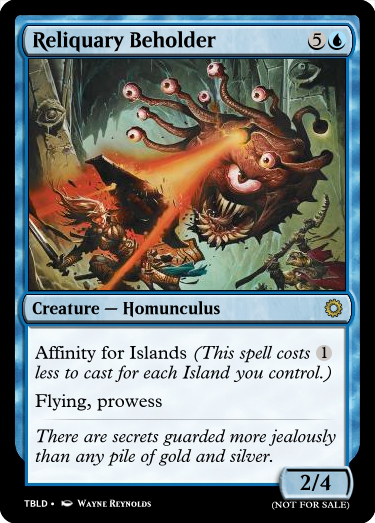 Reliquary Beholder 5
Creature — Homunculus
Affinity for Islands (This spell costs 1
less to cast for each Island you control.)
Flying, prowess
There are secrets guarded more jealously
than any pile of gold and silver.
2/4
TBLD • Wayne Reynolds
(NOT FOR SALE)